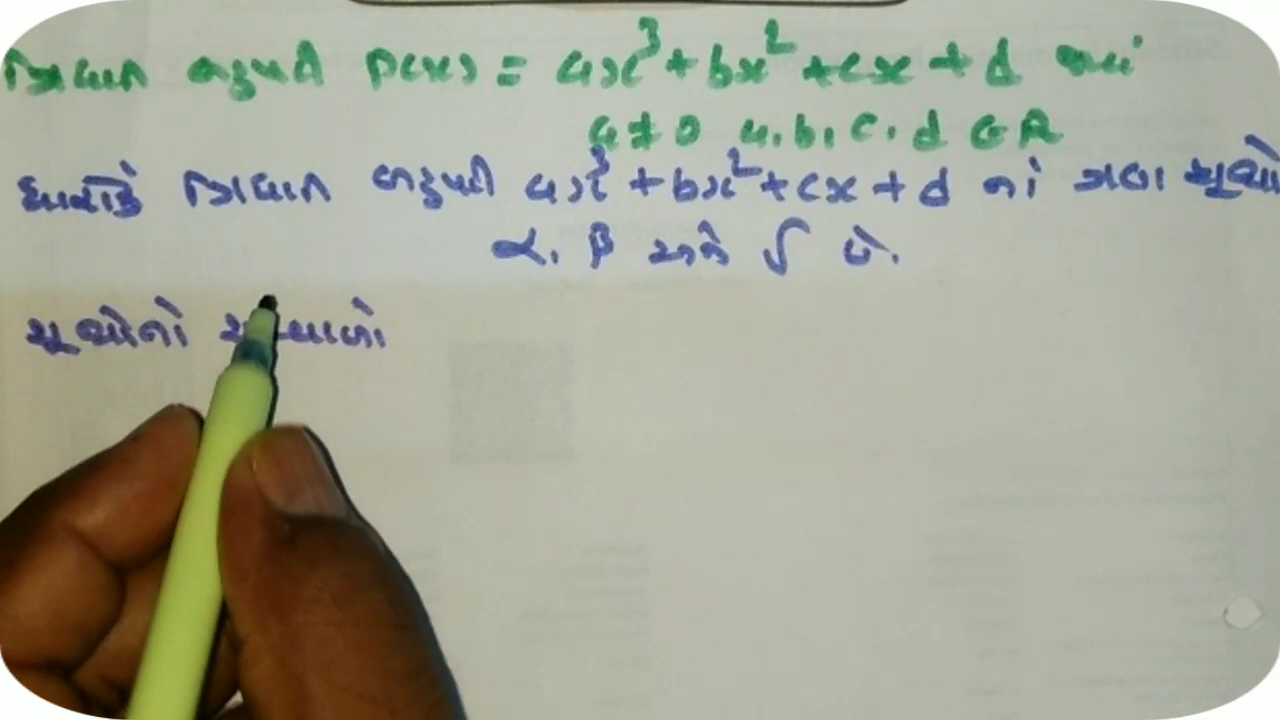 ત્રિઘાત બહુપદી P(x) = ax³ + bx² + cx + d જ્યાં
a ≠ 0 a, b, c, d ∈ R
ધારોકે ત્રિઘાત બહુપદી ax³ + bx² + cx + d નાં ત્રણ શૂન્યો
α, β અને γ છે.
શૂન્યોનો